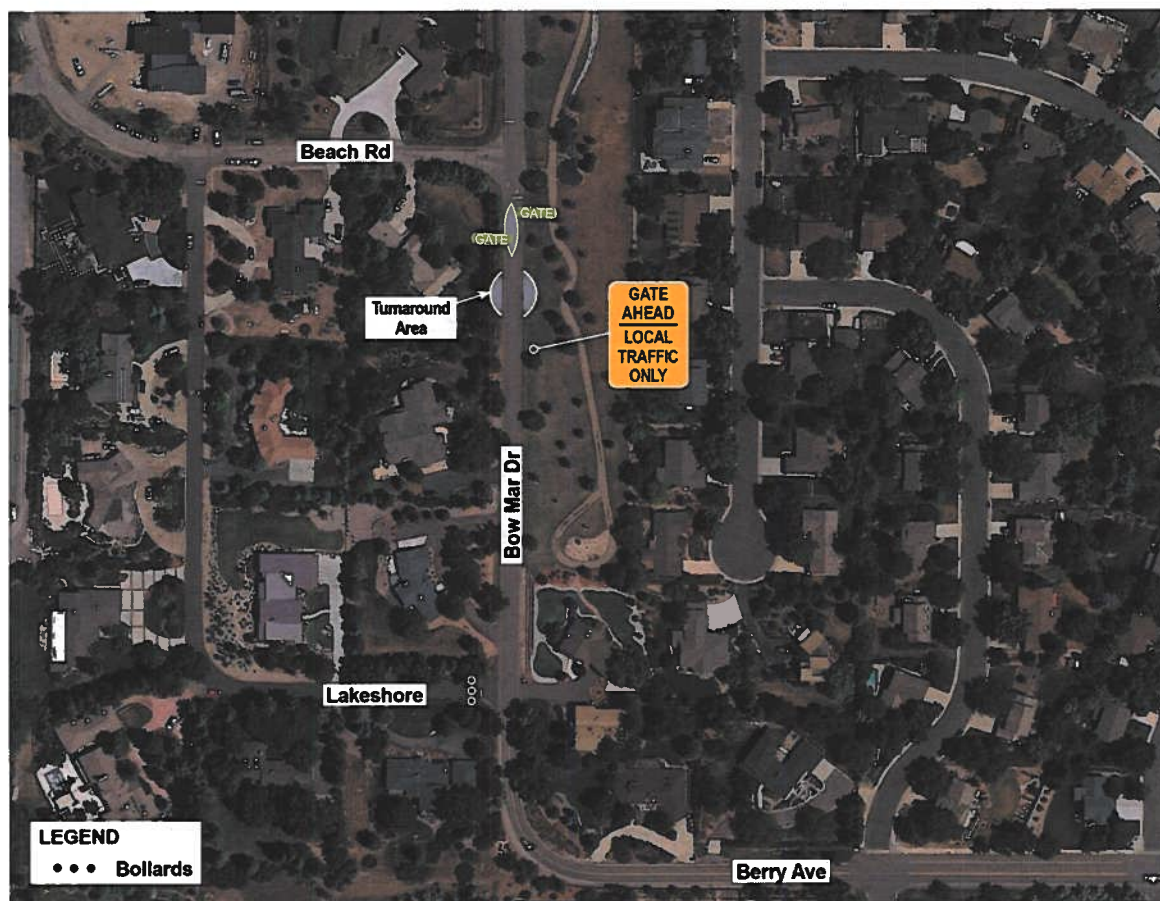 Beach Rd
GATE
GATE
Turnaround
Area
GATE
AHEAD
LOCAL
TRAFFIC
ONLY
Bow Mar Dr
Lakeshore
LEGEND
Bollards
Berry Ave